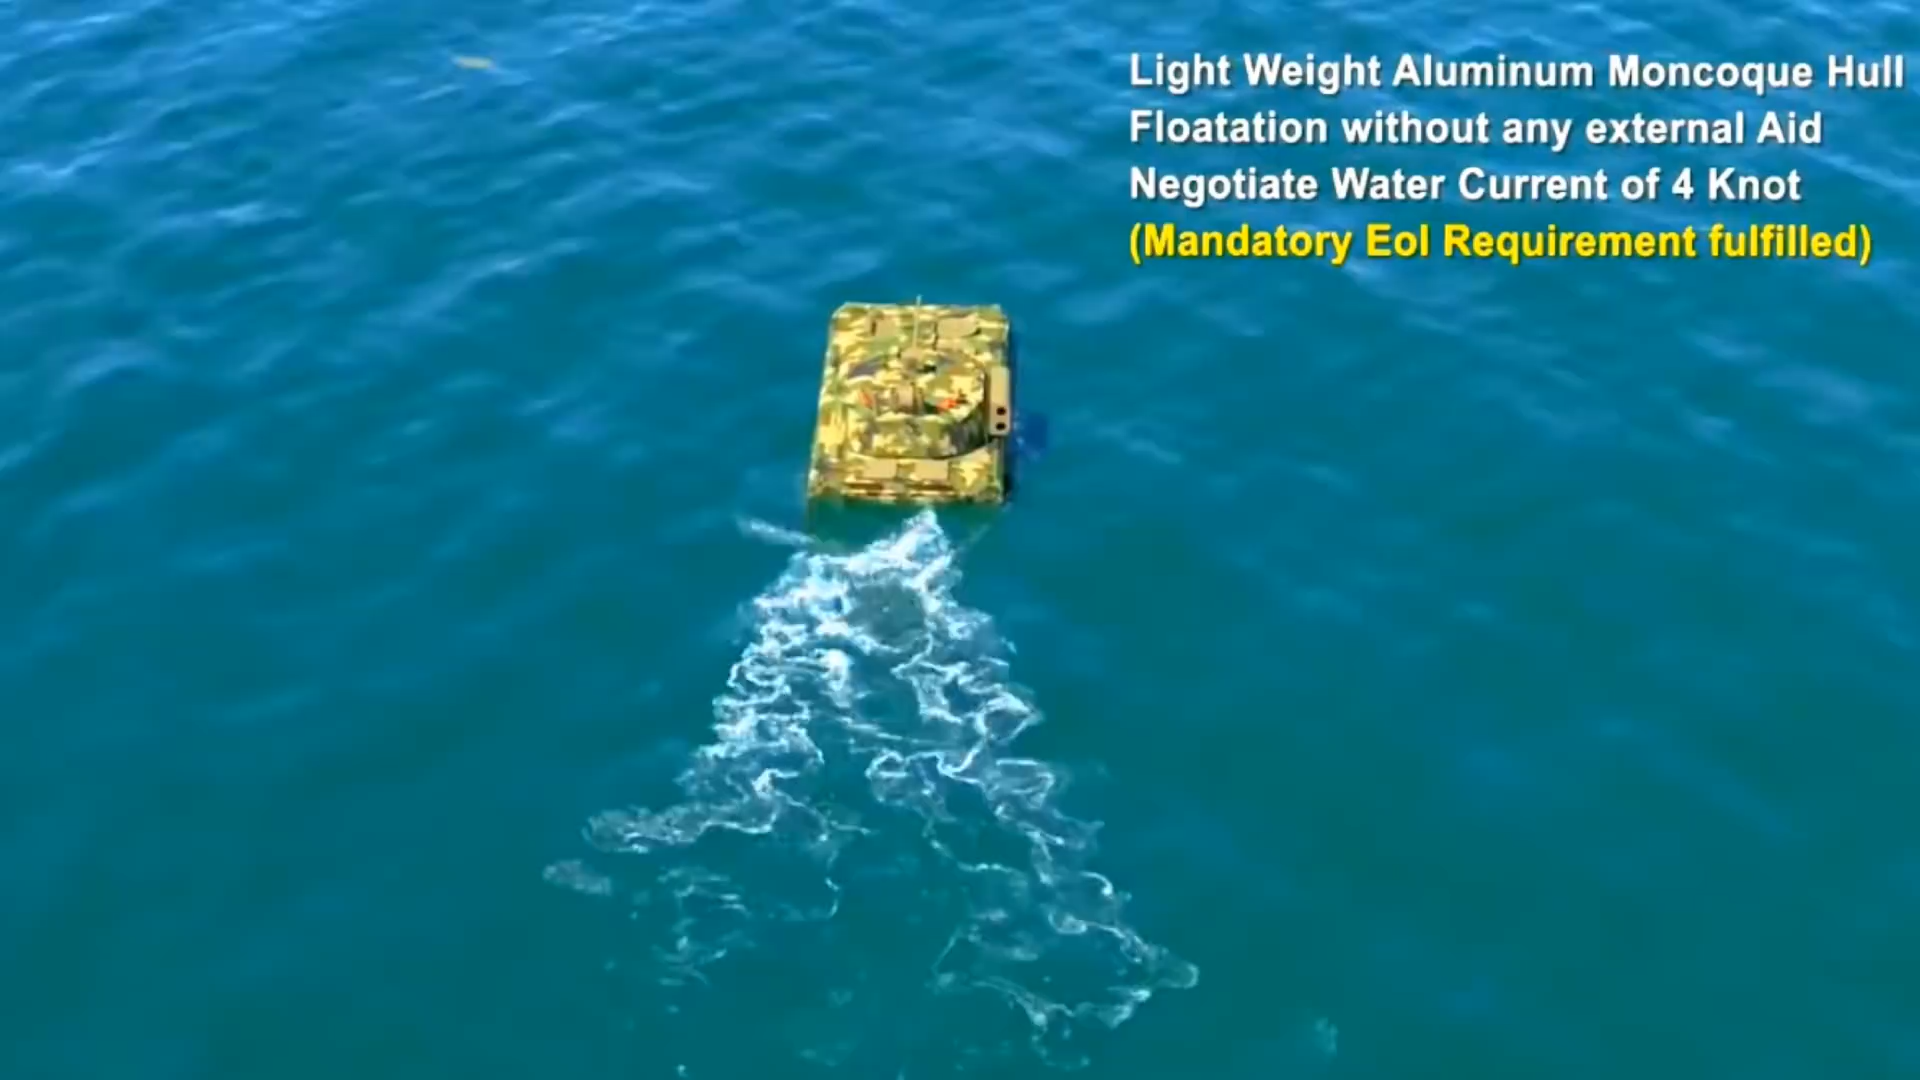 Light Weight Aluminum Moncoque Hull
Floatation without any external Aid
Negotiate Water Current of 4 Knot
(Mandatory EoI Requirement fulfilled)